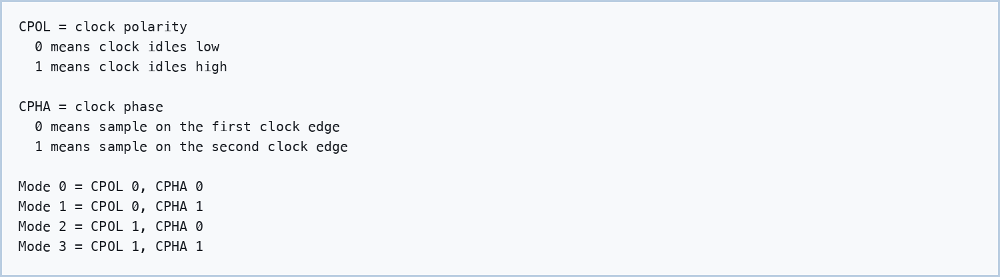 CPOL = clock polarity
  0 means clock idles low
  1 means clock idles high

CPHA = clock phase
  0 means sample on the first clock edge
  1 means sample on the second clock edge

Mode 0 = CPOL 0, CPHA 0
Mode 1 = CPOL 0, CPHA 1
Mode 2 = CPOL 1, CPHA 0
Mode 3 = CPOL 1, CPHA 1